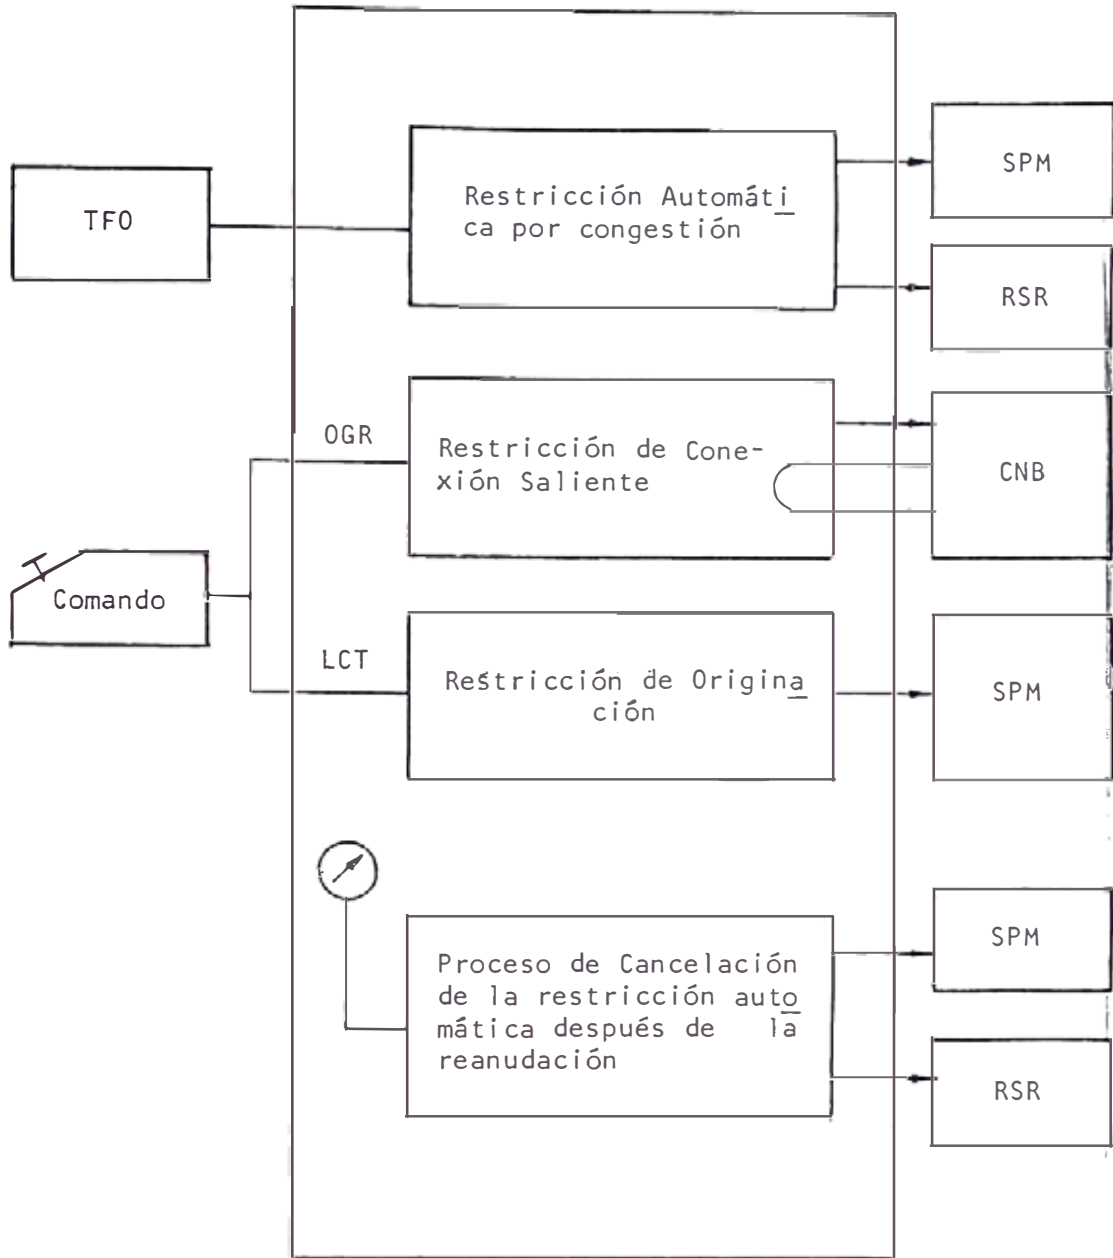 TFO
Restricción Automáti
ca por congestión
SPM
RSR
OGR
Restricción de Cone-
xión Saliente
CNB
Comando
LCT
Restricción de Origina
ción
SPM
Proceso de Cancelación
de la restricción auto
mática después de la
reanudación
SPM
RSR